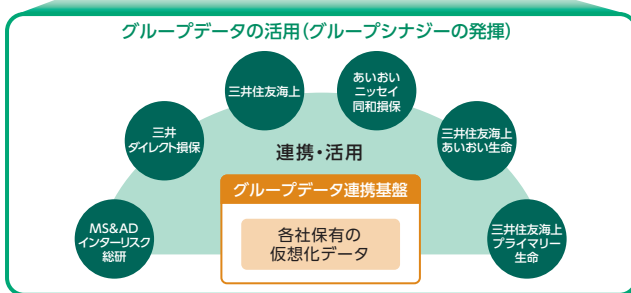 グループデータの活用(グループシナジーの発揮)
三井住友海上
あいおい
ニッセイ
同和損保
三井
ダイレクト損保
三井住友海上
あいおい生命
連携・活用
グループデータ連携基盤
MS&AD
インターリスク
総研
各社保有の
仮想化データ
三井住友海上
プライマリー
生命